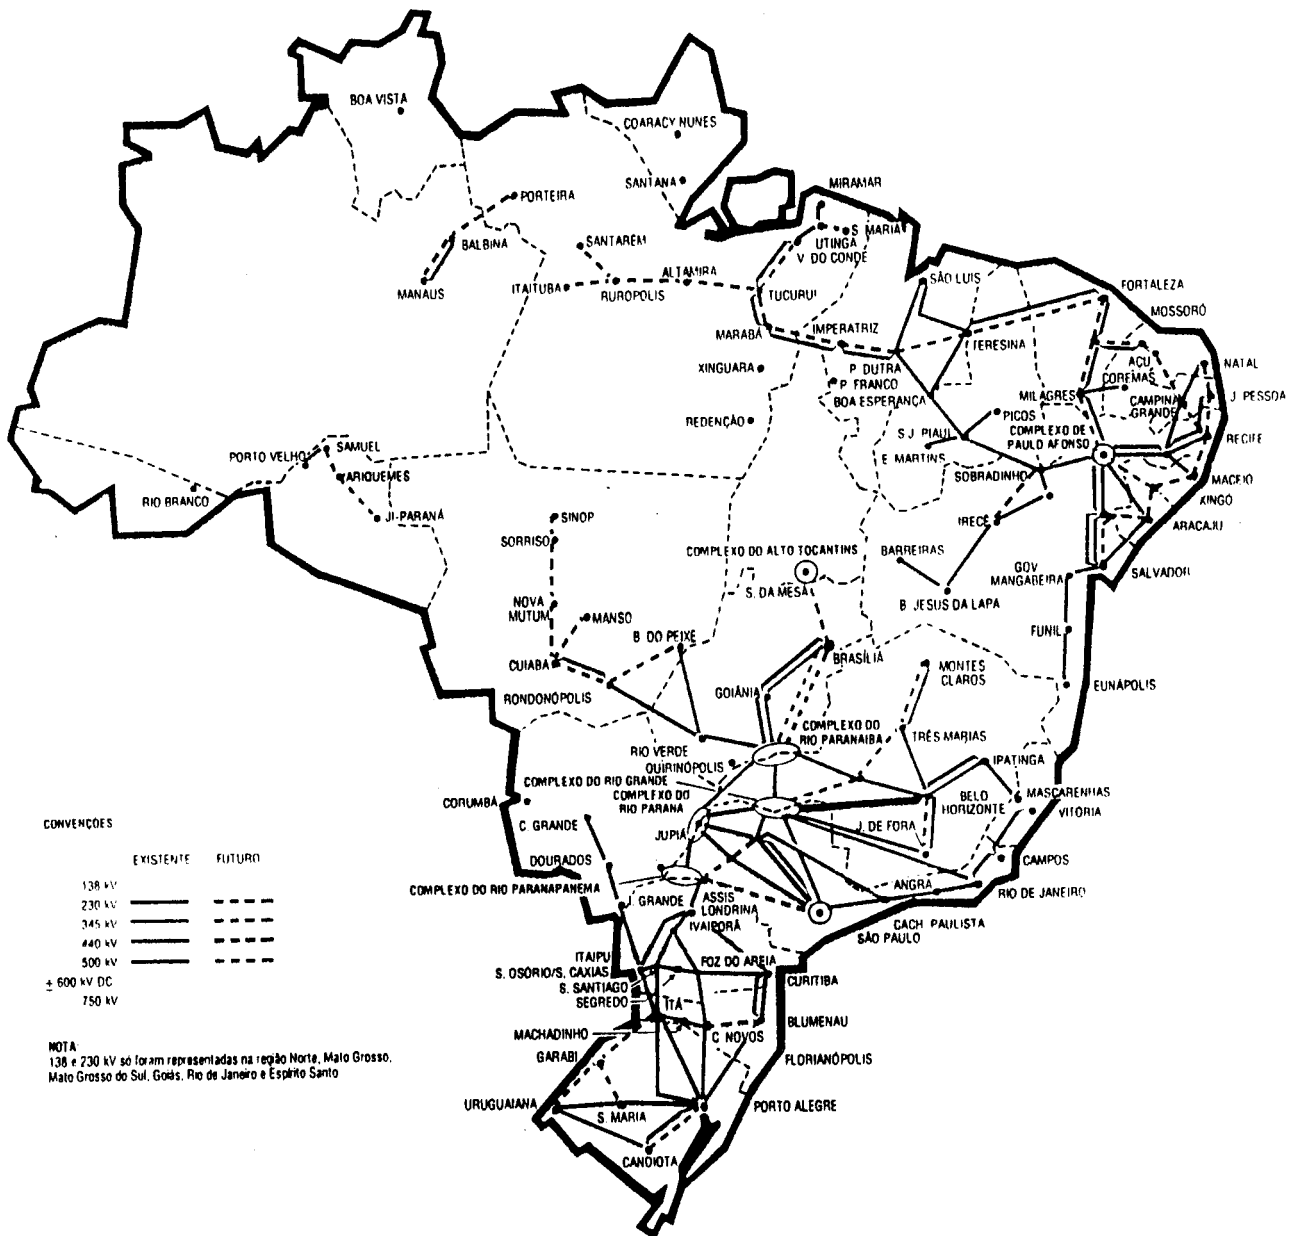 BOA VISTA
COARACY NUNES
SANTANA
MIRAMAR
PORTEIRA
S. MARIA
BALBINA
SANTARÉM
UTINGA
V. DO CONDE
ALTAMIRA
MANAUS
ITAITUBA
RURÓPOLIS
TUCURUI
SÃO LUIS
FORTALEZA
MOSSORÓ
MARABÁ
IMPERATRIZ
TERESINA
AÇU
NATAL
XINGUARA
P. DUTRA
P. FRANCO
BOA ESPERANÇA
MILAGRES
COREMAS
CAMPINA
GRANDE
J. PESSOA
REDENÇÃO
PICOS
COMPLEXO DE
PAULO AFONSO
RECIFE
S.J. PIAUI
E. MARTINS
SAMUEL
PORTO VELHO
ARIQUEMES
SOBRADINHO
MACEIÓ
XINGÓ
RIO BRANCO
JI-PARANÁ
SINOP
IRECÊ
ARACAJU
SORRISO
COMPLEXO DO ALTO TOCANTINS
BARREIRAS
GOV.
MANGABEIRA
SALVADOR
S. DA MESA
B. JESUS DA LAPA
NOVA
MUTUM
MANSO
FUNIL
B. DO PEIXE
BRASÍLIA
CUIABA
MONTES
CLAROS
EUNÁPOLIS
RONDONÓPOLIS
GOIÂNIA
COMPLEXO DO
RIO PARANAIBA
TRÊS MARIAS
RIO VERDE
QUIRINÓPOLIS
IPATINGA
COMPLEXO DO RIO GRANDE
COMPLEXO DO
RIO PARANA
BELO
HORIZONTE
MASCARENHAS
VITÓRIA
CORUMBÁ
C. GRANDE
JUPIÁ
J. DE FORA
CAMPOS
DOURADOS
COMPLEXO DO RIO PARANAPANEMA
ANGRA
RIO DE JANEIRO
J. GRANDE
ASSIS
LONDRINA
IVAIPORÃ
CACH. PAULISTA
SÃO PAULO
ITAIPU
S. OSÓRIO/S. CAXIAS
S. SANTIAGO
SEGREDO
FOZ DO AREIA
CURITIBA
ITÁ
MACHADINHO
C. NOVOS
BLUMENAU
GARABI
FLORIANÓPOLIS
URUGUAIANA
S. MARIA
PORTO ALEGRE
CANDIOTA
CONVENÇÕES
EXISTENTE FUTURO
138 kV
230 kV
345 kV
440 kV
500 kV
± 600 kV DC
750 kV
NOTA
138 e 230 kV só foram representadas na região Norte, Mato Grosso,
Mato Grosso do Sul, Goiás, Rio de Janeiro e Espírito Santo